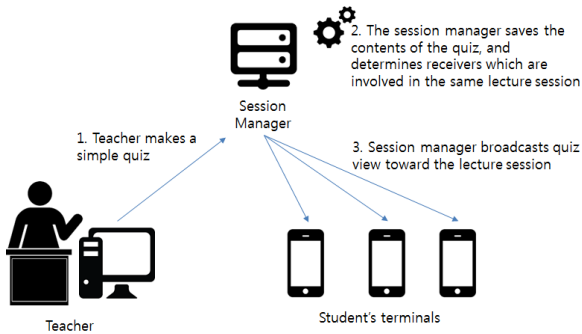 2. The session manager saves the
contents of the quiz, and
determines receivers which are
involved in the same lecture session
Session
Manager
1. Teacher makes a
simple quiz
3. Session manager broadcasts quiz
view toward the lecture session
Teacher
Student's terminals